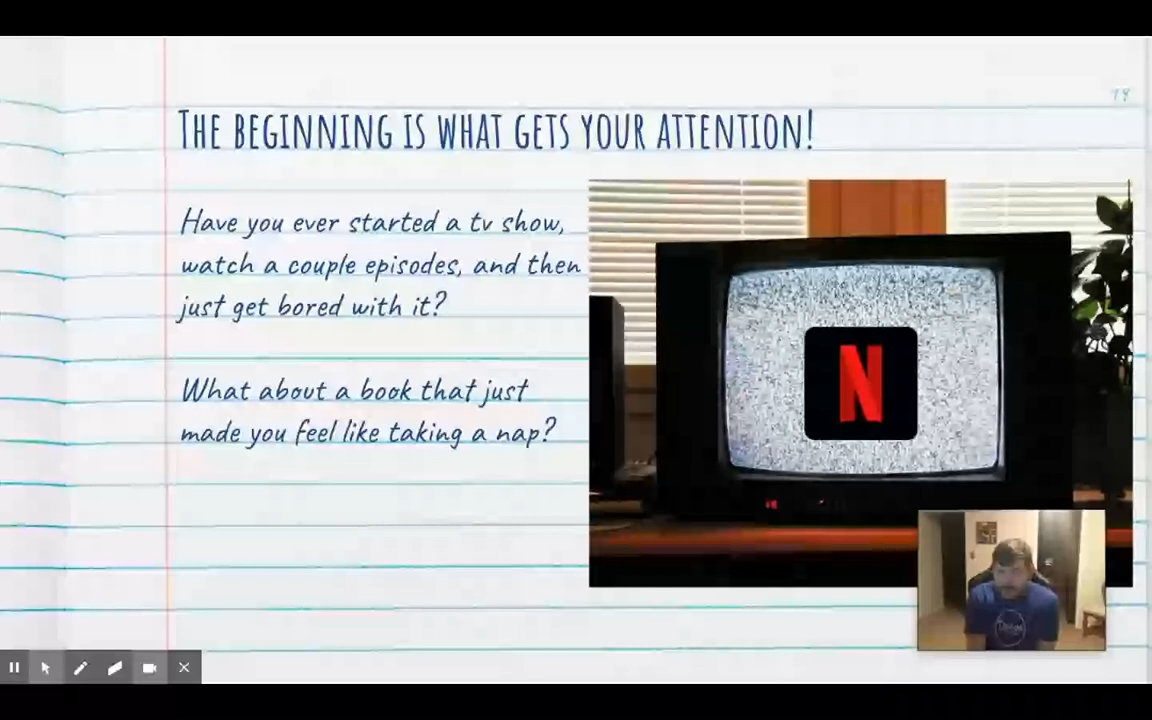 THE BEGINNING IS WHAT GETS YOUR ATTENTION!
Have you ever started a tv show,
watch a couple episodes, and then
just get bored with it?
What about a book that just
made you feel like taking a nap?
N